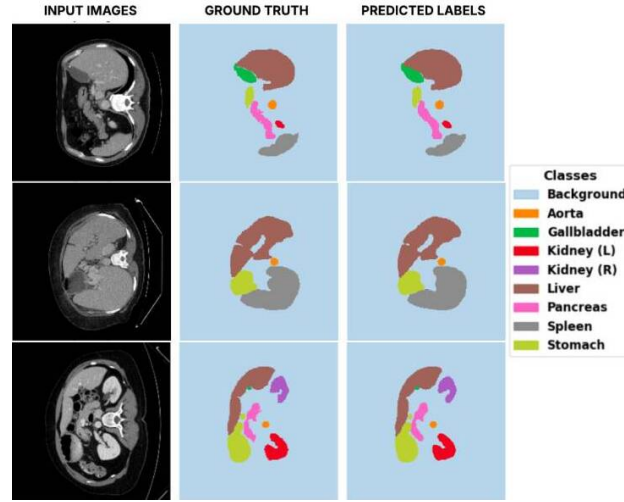 INPUT IMAGES
GROUND TRUTH
PREDICTED LABELS
Classes
Background
Aorta
Gallbladder
Kidney (L)
Kidney (R)
Liver
Pancreas
Spleen
Stomach